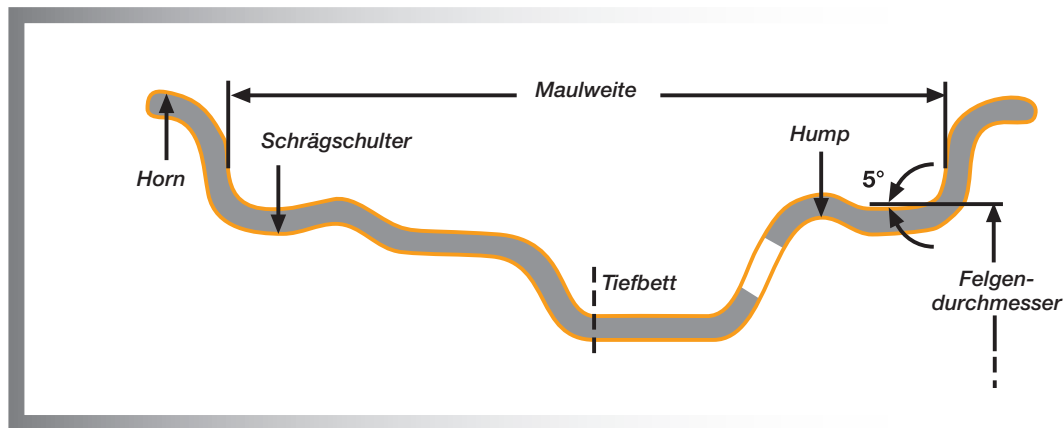 Maulweite
Schrägschulter
Hump
Horn
5°
Tiefbett
Felgen-
durchmesser